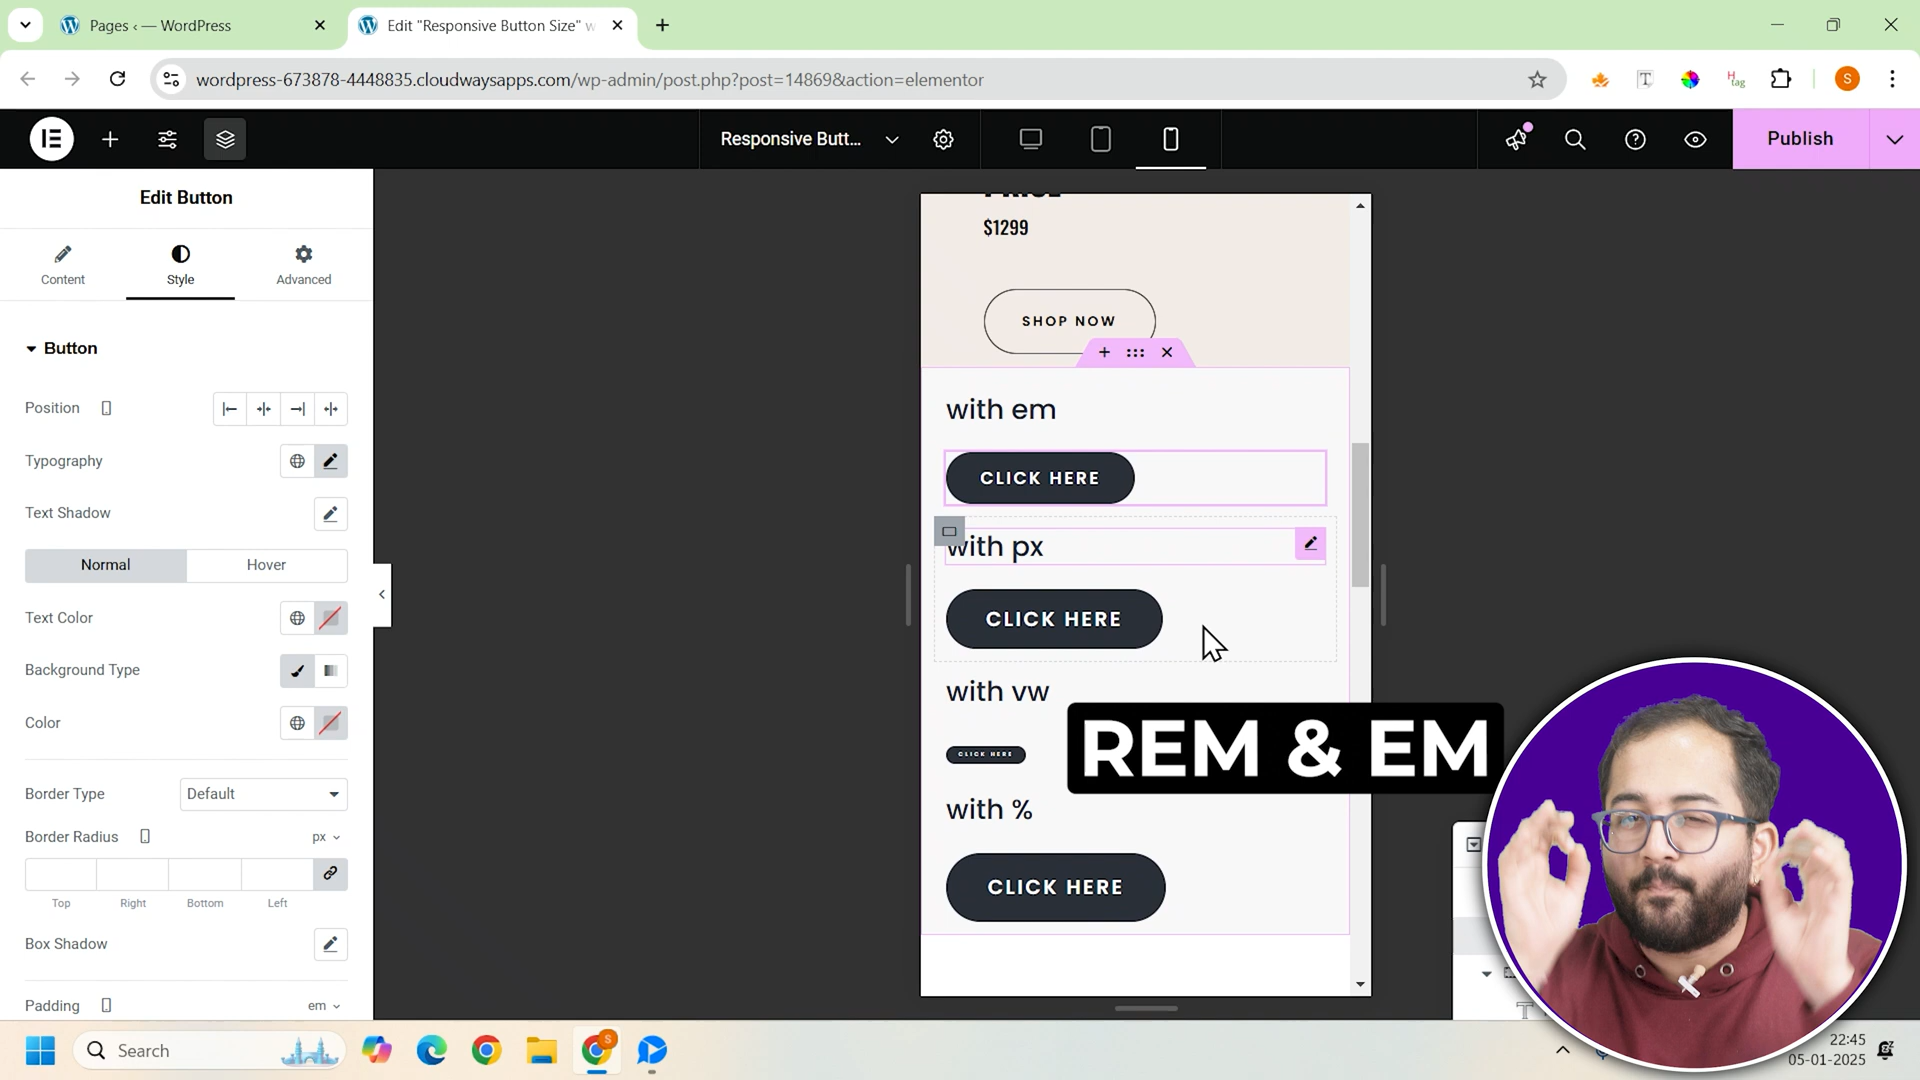 Pages ‹ — WordPress
Edit "Responsive Button Size" w
wordpress-673878-4448835.cloudwaysapps.com/wp-admin/post.php?post=14869&action=elementor
S
Htag
Responsive Butt...
Publish
Edit Button
Content
Style
Advanced
Button
Position
Typography
Text Shadow
Normal
Hover
Text Color
Background Type
Color
Border Type
Default
Border Radius
px
Top
Right
Bottom
Left
Box Shadow
Padding
em
PRICE
$1299
SHOP NOW
with em
CLICK HERE
with px
CLICK HERE
with vw
CLICK HERE
with %
CLICK HERE
REM & EM
Search
22:45
05-01-2025